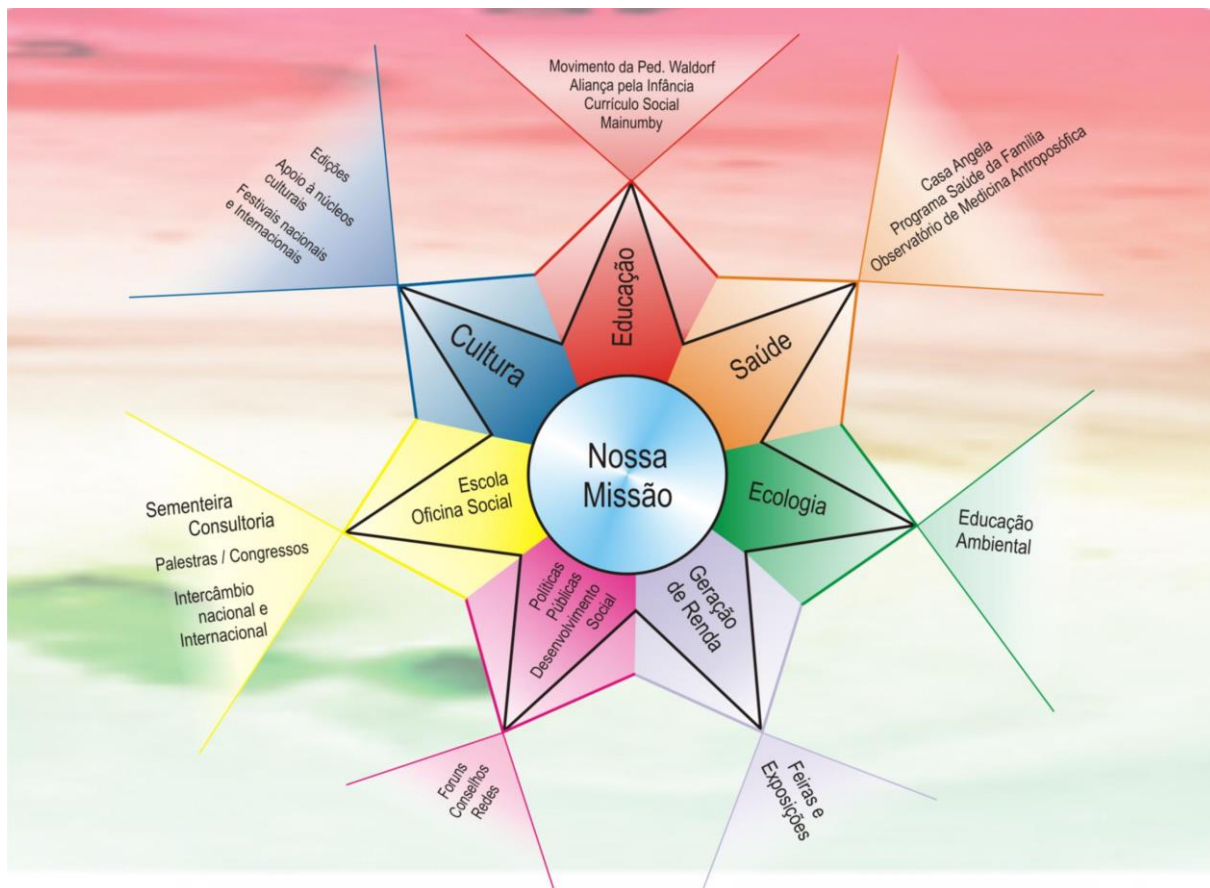 Movimento da Ped. Waldorf
Aliança pela Infância
Currículo Social
Mainumby
Educação
Casa Angela
Programa Saúde da Família
Observatório de Medicina Antroposófica
Saúde
Educação
Ambiental
Ecologia
Feiras e
Exposições
Geração
de Renda
Foruns
Conselhos
Redes
Políticas
Públicas
Desenvolvimento
Social
Sementeira
Consultoria
Palestras / Congressos
Intercâmbio
nacional e
Internacional
Escola
Oficina Social
Edições
Apoio à núcleos
culturais
Festivais nacionais
e Internacionais
Cultura
Nossa
Missão